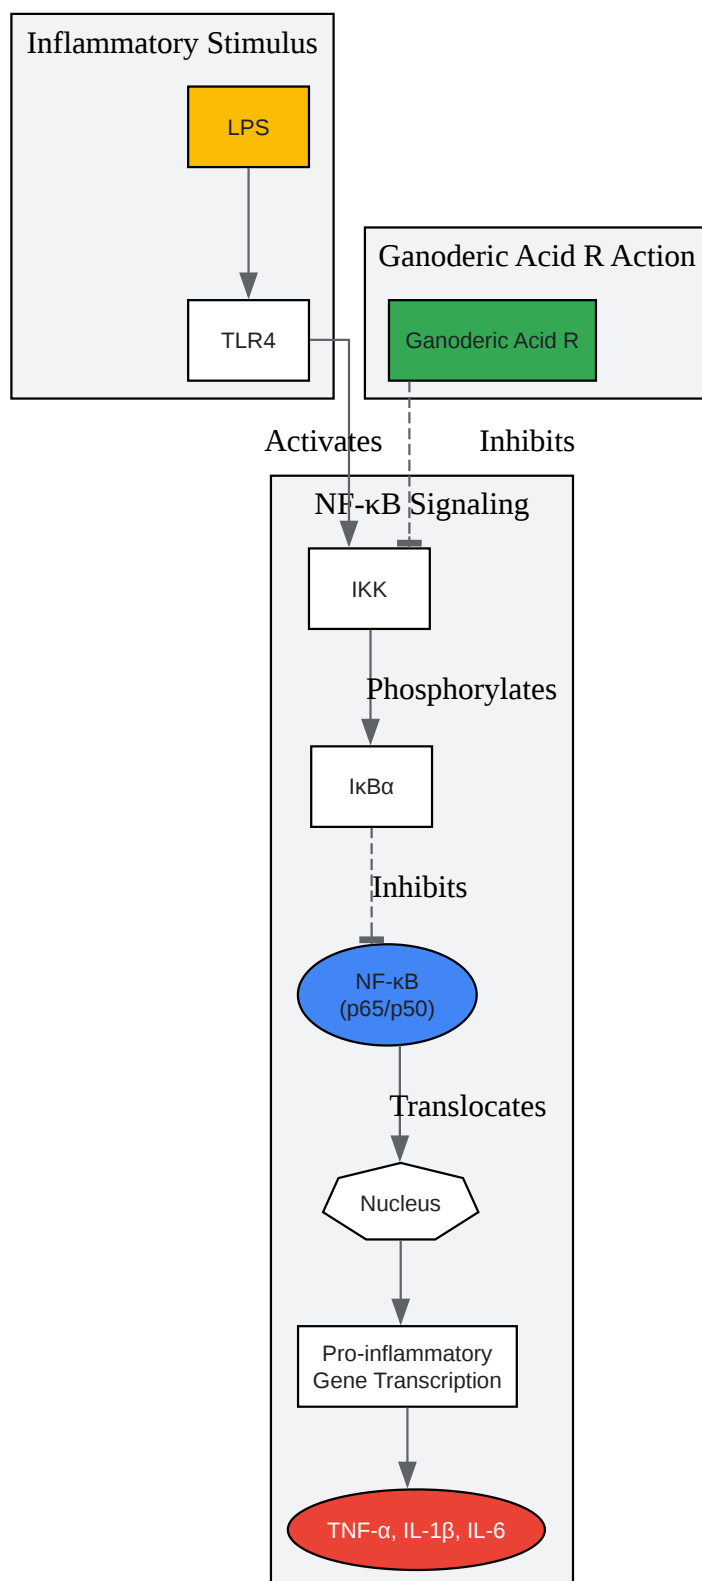 Inflammatory Stimulus
LPS
TLR4
Ganoderic Acid R Action
Ganoderic Acid R
Activates
Inhibits
NF-κB Signaling
IKK
Phosphorylates
IκBα
Inhibits
NF-κB
(p65/p50)
Translocates
Nucleus
Pro-inflammatory
Gene Transcription
TNF-α, IL-1β, IL-6